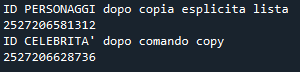 ID PERSONAGGI dopo copia esplicita lista
2527206581312
ID CELEBRITA' dopo comando copy
2527206628736